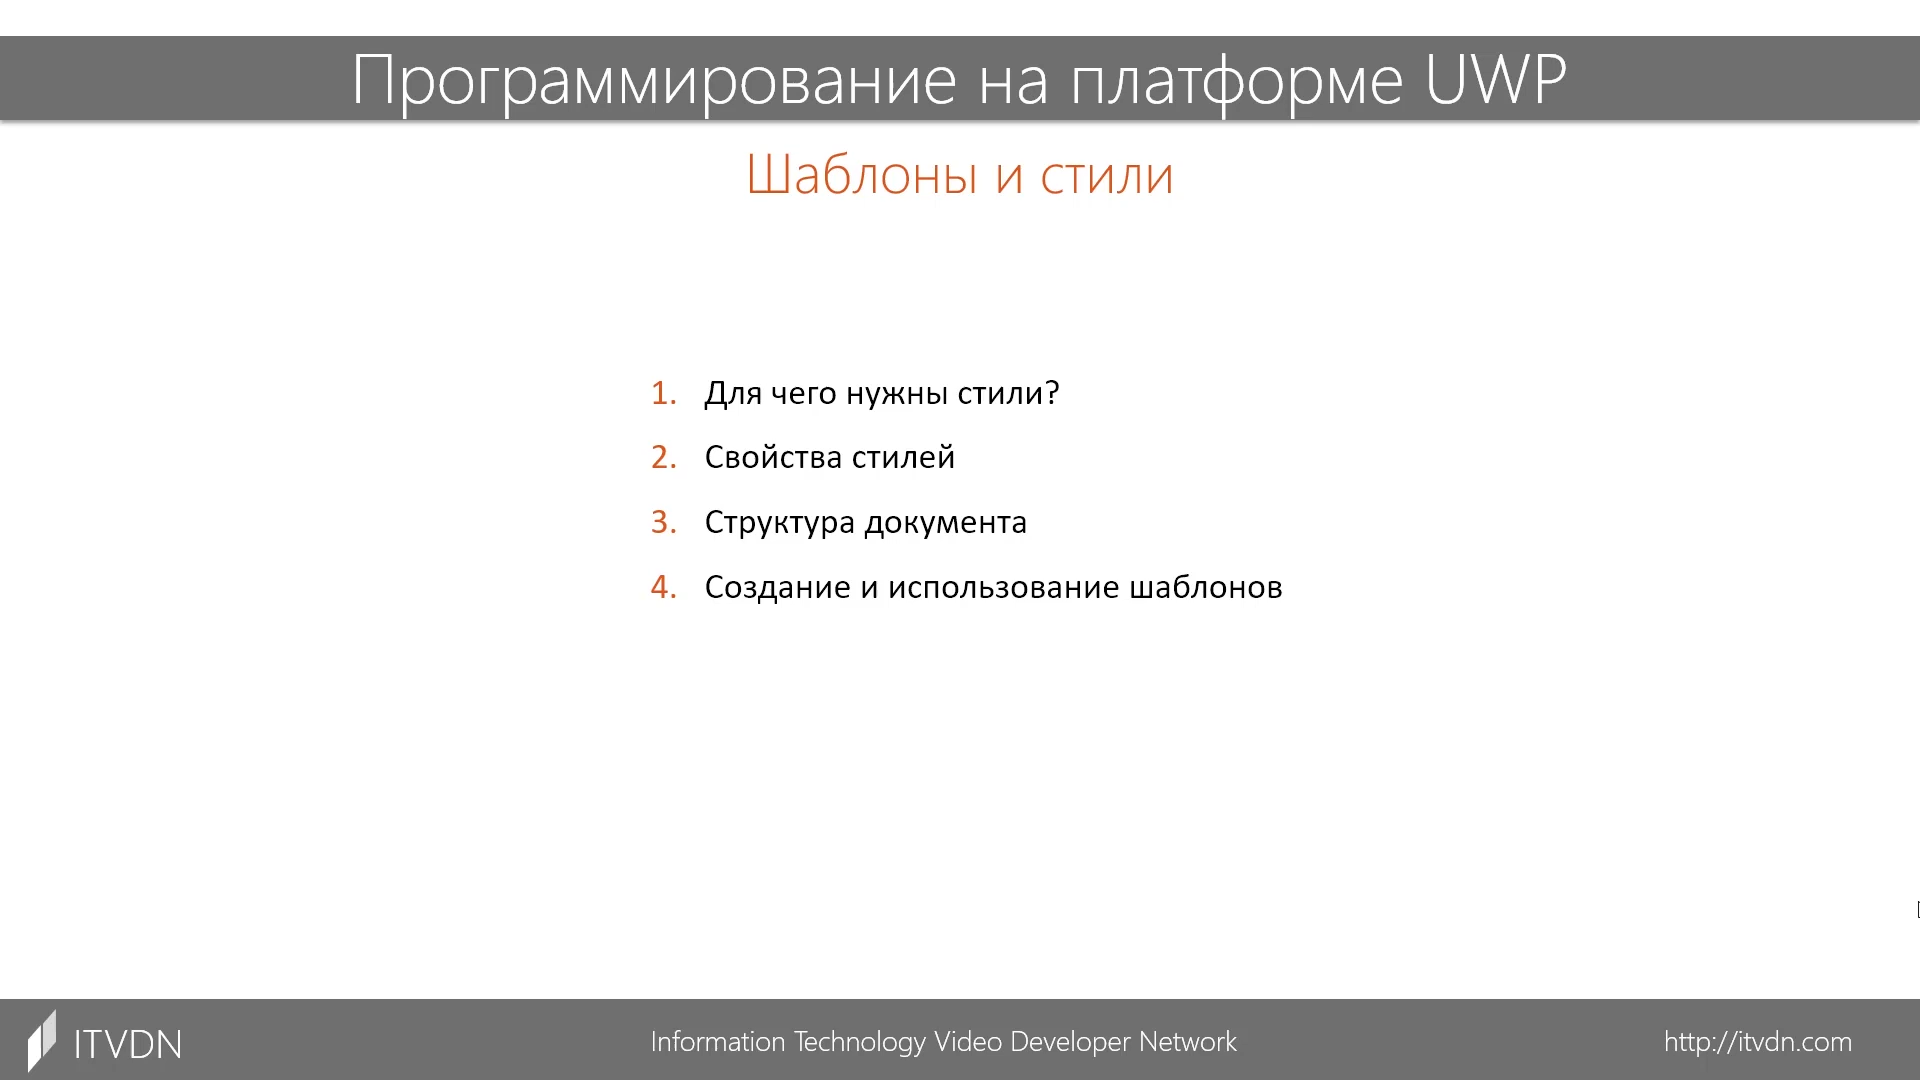 Программирование на платформе UWP
Шаблоны и стили
1. Для чего нужны стили?
2. Свойства стилей
3. Структура документа
4. Создание и использование шаблонов
ITVDN
Information Technology Video Developer Network
http://itvdn.com